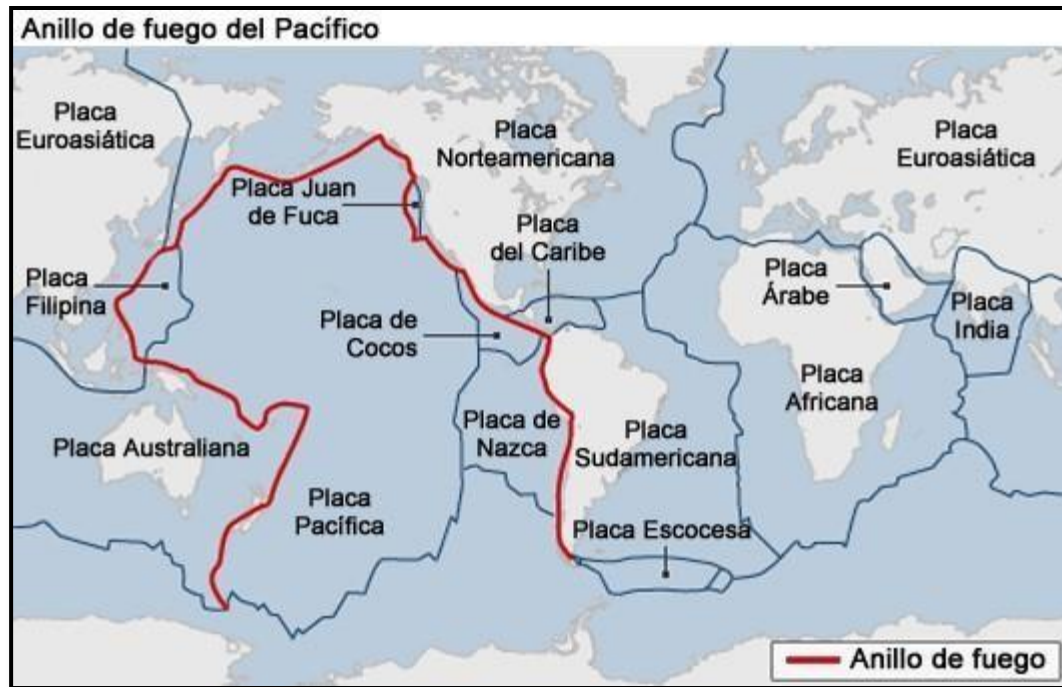 Anillo de fuego del Pacífico
Placa
Euroasiática
Placa
Norteamericana
Placa
Euroasiática
Placa Juan
de Fuca
Placa
del Caribe
Placa
Filipina
Placa
Árabe
Placa
India
Placa de
Cocos
Placa
Africana
Placa Australiana
Placa de
Nazca
Placa
Sudamericana
Placa
Pacífica
Placa Escocesa
Anillo de fuego